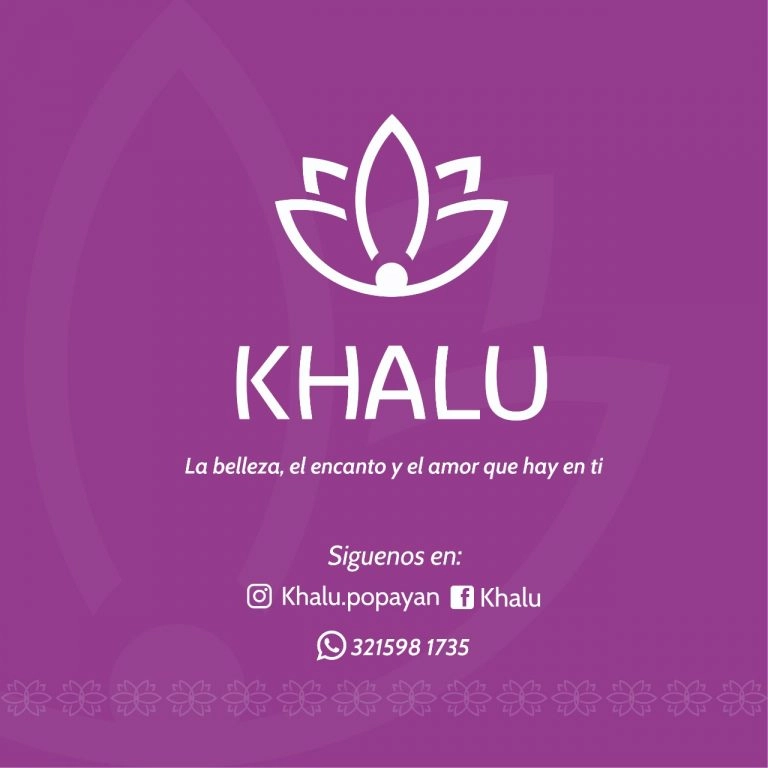 KHALU
La belleza, el encanto y el amor que hay en ti
Siguenos en:
Khalu.popayan Khalu
321598 1735